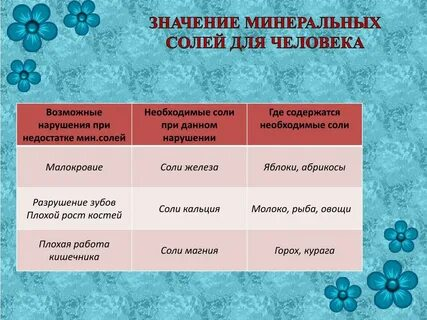 ЗНАЧЕНИЕ МИНЕРАЛЬНЫХ
СОЛЕЙ ДЛЯ ЧЕЛОВЕКА
Возможные нарушения при недостатке мин.солей
Необходимые соли при данном нарушении
Где содержатся необходимые соли
Малокровие
Соли железа
Яблоки, абрикосы
Разрушение зубов
Плохой рост костей
Соли кальция
Молоко, рыба, овощи
Плохая работа
кишечника
Соли магния
Горох, курага